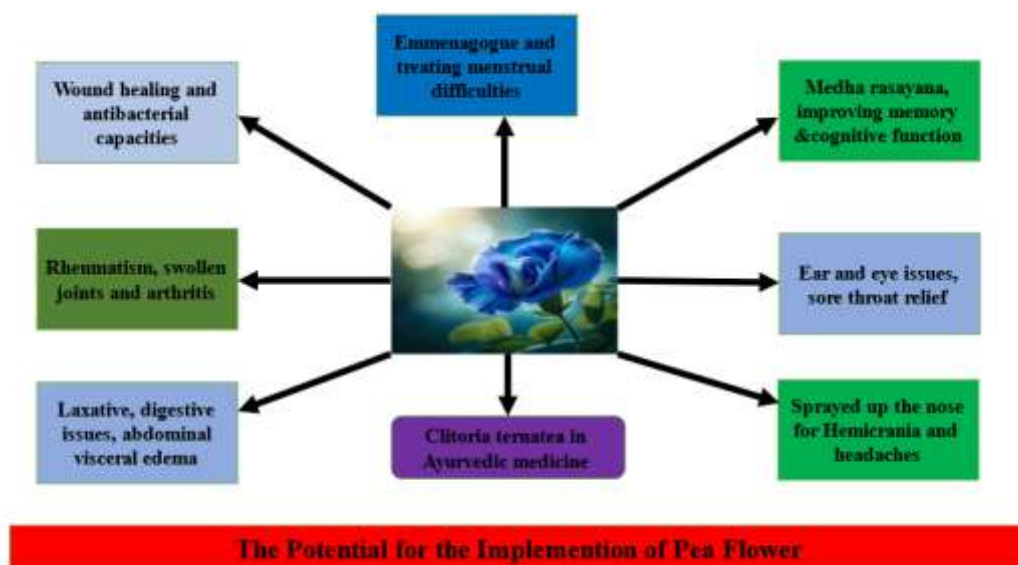 Emmenagogue and
treating menstrual
difficulties
Wound healing and
antibacterial
capacities
Medha rasayana,
improving memory
&cognitive function
Rheumatism, swollen
joints and arthritis
Ear and eye issues,
sore throat relief
Laxative, digestive
issues, abdominal
visceral edema
Clitoria ternatea in
Ayurvedic medicine
Sprayed up the nose
for Hemicrania and
headaches
The Potential for the Implemention of Pea Flower